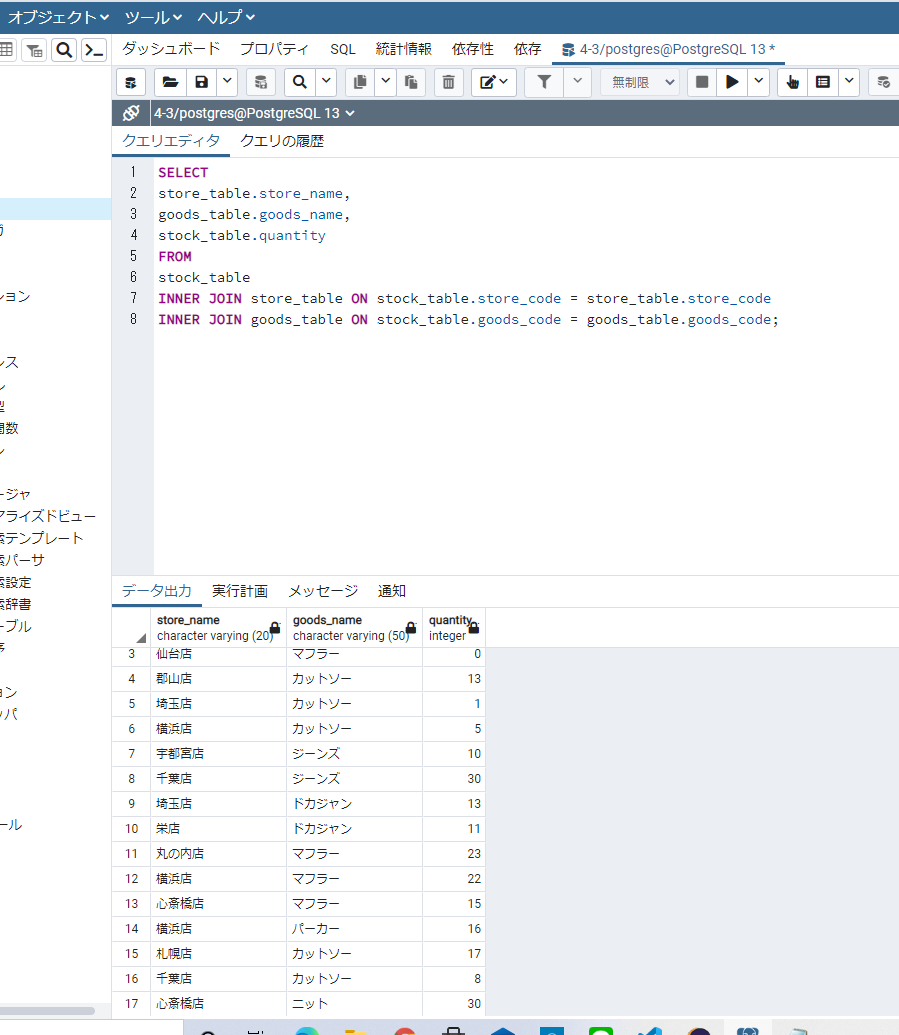 オブジェクト ツール ヘルプ
ダッシュボード プロパティ SQL 統計情報 依存性 依存 4-3/postgres@PostgreSQL 13 *
無制限
4-3/postgres@PostgreSQL 13
クエリエディタ クエリの履歴
1 SELECT
2 store_table.store_name,
3 goods_table.goods_name,
4 stock_table.quantity
5 FROM
6 stock_table
7 INNER JOIN store_table ON stock_table.store_code = store_table.store_code
8 INNER JOIN goods_table ON stock_table.goods_code = goods_table.goods_code;
ション
ンス
関数
ージャ
アライズドビュー
索テンプレート
索パーサ
索設定
索辞書
ーブル
ョン
ッパ
ール
データ出力 実行計画 メッセージ 通知
store_name goods_name quantity
character varying (20) character varying (50) integer
3 仙台店 マフラー 0
4 郡山店 カットソー 13
5 埼玉店 カットソー 1
6 横浜店 カットソー 5
7 宇都宮店 ジーンズ 10
8 千葉店 ジーンズ 30
9 埼玉店 ドカジャン 13
10 栄店 ドカジャン 11
11 丸の内店 マフラー 23
12 横浜店 マフラー 22
13 心斎橋店 マフラー 15
14 横浜店 パーカー 16
15 札幌店 カットソー 17
16 千葉店 カットソー 8
17 心斎橋店 ニット 30